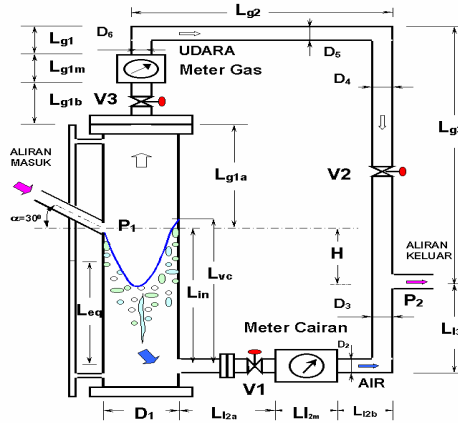 Lg2
D6
Lg1
UDARA
D5
Lg1m
Meter Gas
D4
Lg1b
V3
ALIRAN
MASUK
Lg1a
V2
α=30º
P1
ALIRAN
KELUAR
H
Lvc
Lin
P2
Leq
D3
Meter Cairan
D2
V1
AIR
D1
Ll2a
Ll2m
Ll2b